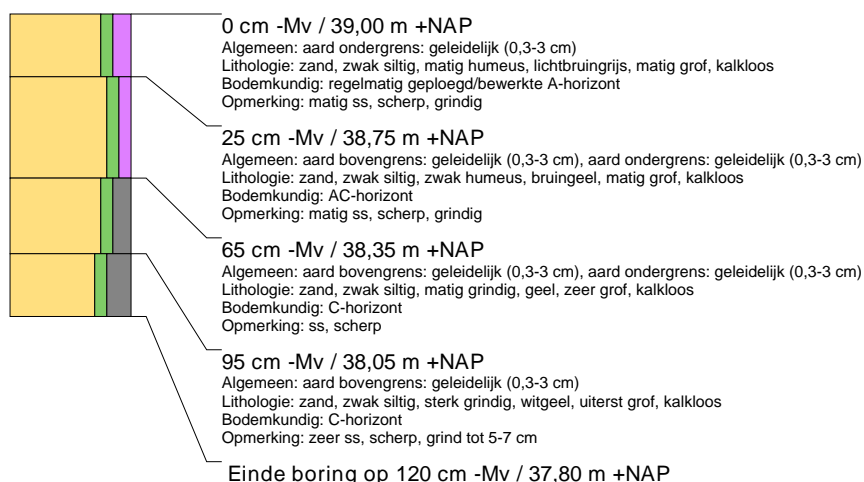 0 cm -Mv / 39,00 m +NAP
Algemeen: aard ondergrens: geleidelijk (0,3-3 cm)
Lithologie: zand, zwak siltig, matig humeus, lichtbruingrijs, matig grof, kalkloos
Bodemkundig: regelmatig geploegd/bewerkte A-horizont
Opmerking: matig ss, scherp, grindig
25 cm -Mv / 38,75 m +NAP
Algemeen: aard bovengrens: geleidelijk (0,3-3 cm), aard ondergrens: geleidelijk (0,3-3 cm)
Lithologie: zand, zwak siltig, zwak humeus, bruingeel, matig grof, kalkloos
Bodemkundig: AC-horizont
Opmerking: matig ss, scherp, grindig
65 cm -Mv / 38,35 m +NAP
Algemeen: aard bovengrens: geleidelijk (0,3-3 cm), aard ondergrens: geleidelijk (0,3-3 cm)
Lithologie: zand, zwak siltig, matig grindig, geel, zeer grof, kalkloos
Bodemkundig: C-horizont
Opmerking: ss, scherp
95 cm -Mv / 38,05 m +NAP
Algemeen: aard bovengrens: geleidelijk (0,3-3 cm)
Lithologie: zand, zwak siltig, sterk grindig, witgeel, uiterst grof, kalkloos
Bodemkundig: C-horizont
Opmerking: zeer ss, scherp, grind tot 5-7 cm
Einde boring op 120 cm -Mv / 37,80 m +NAP